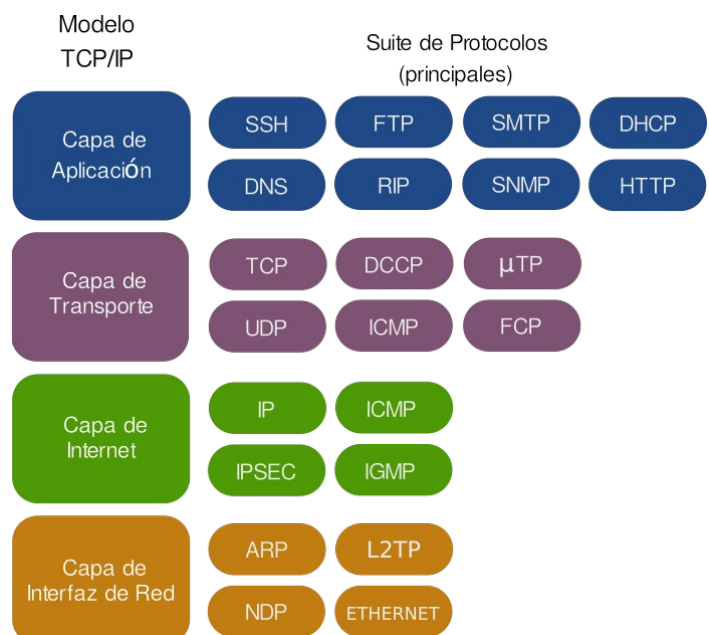 Modelo
TCP/IP
Suite de Protocolos
(principales)
Capa de
Aplicación
SSH
FTP
SMTP
DHCP
DNS
RIP
SNMP
HTTP
Capa de
Transporte
TCP
DCCP
µTP
UDP
ICMP
FCP
Capa de
Internet
IP
ICMP
IPSEC
IGMP
Capa de
Interfaz de Red
ARP
L2TP
NDP
ETHERNET